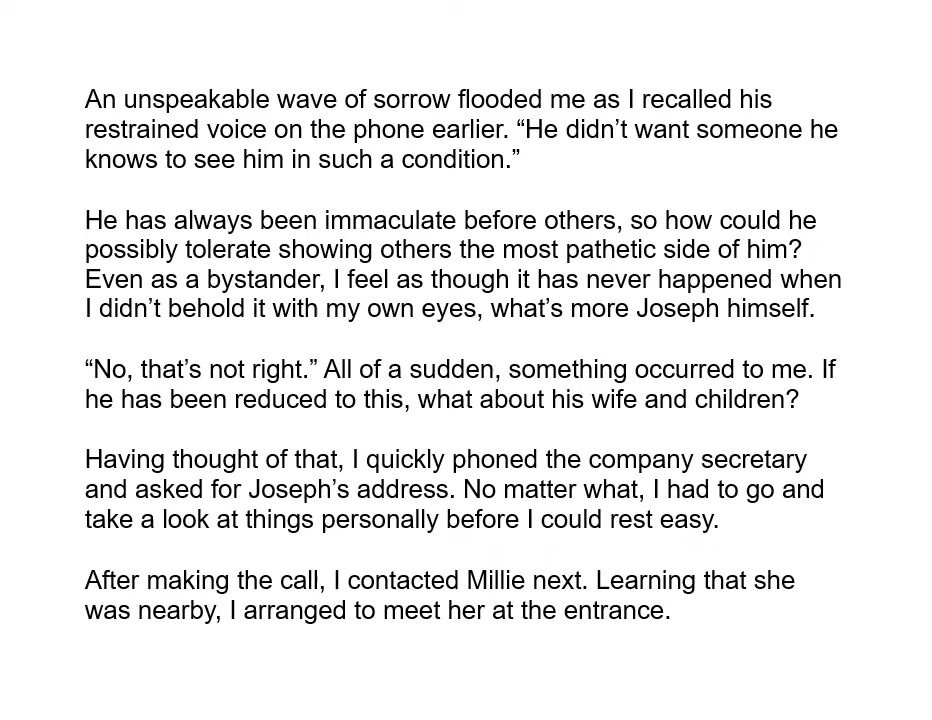 An unspeakable wave of sorrow flooded me as I recalled his
restrained voice on the phone earlier. “He didn’t want someone he
knows to see him in such a condition.”
He has always been immaculate before others, so how could he
possibly tolerate showing others the most pathetic side of him?
Even as a bystander, I feel as though it has never happened when
I didn’t behold it with my own eyes, what’s more Joseph himself.
“No, that’s not right.” All of a sudden, something occurred to me. If
he has been reduced to this, what about his wife and children?
Having thought of that, I quickly phoned the company secretary
and asked for Joseph’s address. No matter what, I had to go and
take a look at things personally before I could rest easy.
After making the call, I contacted Millie next. Learning that she
was nearby, I arranged to meet her at the entrance.